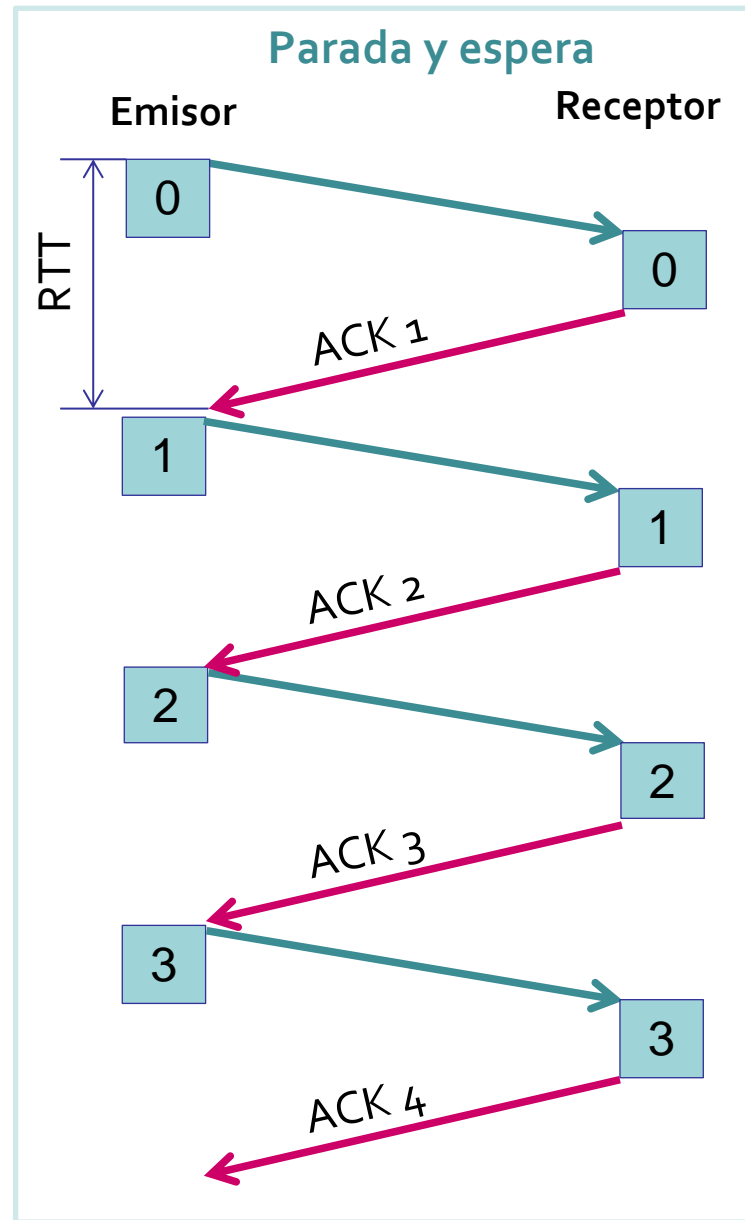 Parada y espera
Emisor
Receptor
0
RTT
0
ACK 1
1
1
ACK 2
2
2
ACK 3
3
3
ACK 4